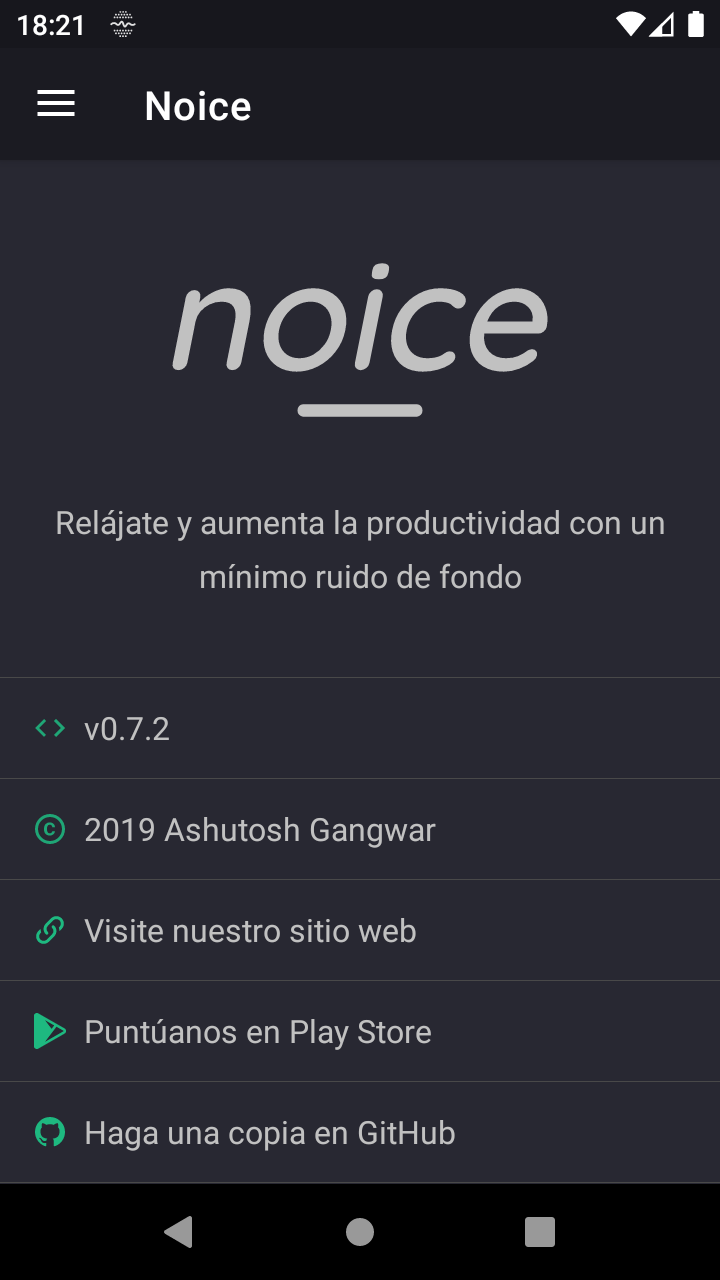 18:21
Noice
noice
Relájate y aumenta la productividad con un
mínimo ruido de fondo
v0.7.2
2019 Ashutosh Gangwar
Visite nuestro sitio web
Puntúanos en Play Store
Haga una copia en GitHub